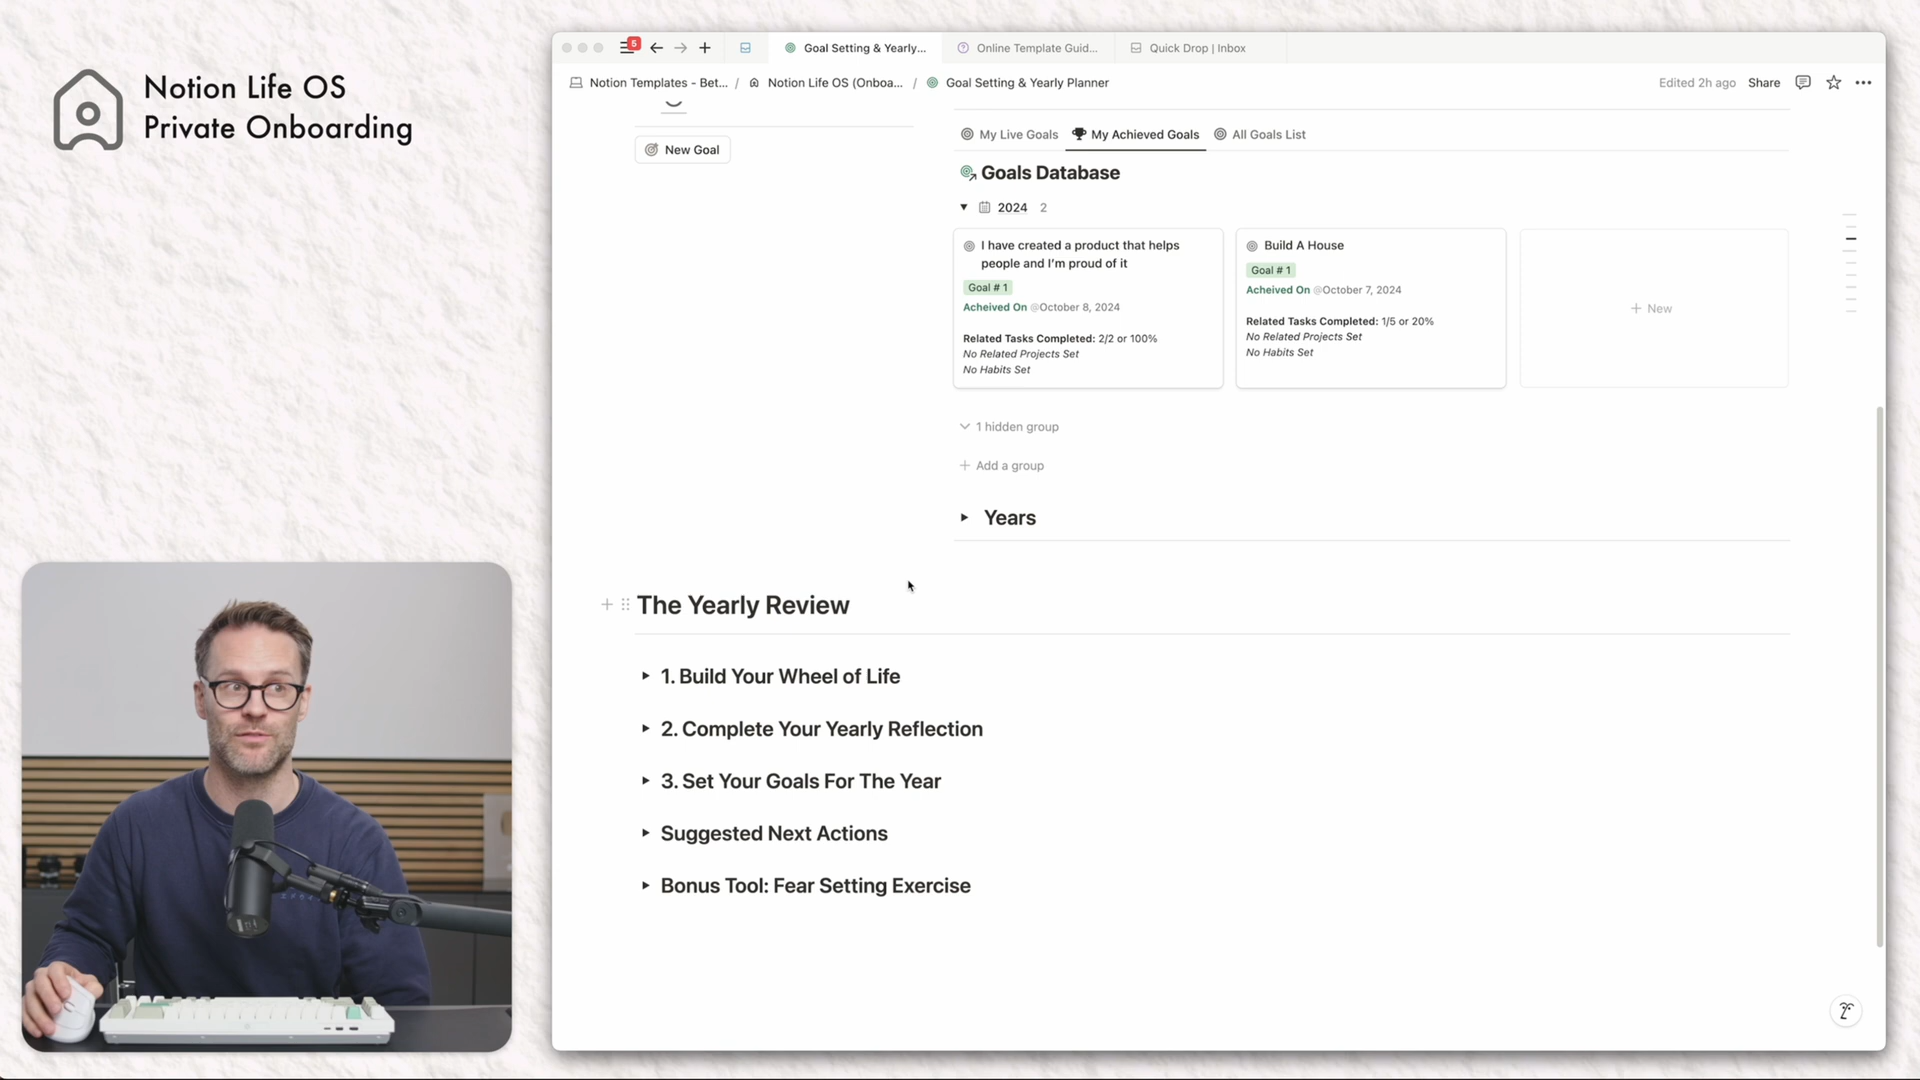 Notion Life OS
Private Onboarding
5
Goal Setting & Yearly...
Online Template Guid...
Quick Drop | Inbox
Notion Templates - Bet... / Notion Life OS (Onboa... / Goal Setting & Yearly Planner
Edited 2h ago
Share
New Goal
My Live Goals
My Achieved Goals
All Goals List
Goals Database
2024 2
I have created a product that helps
people and I'm proud of it
Goal # 1
Acheived On @October 8, 2024
Related Tasks Completed: 2/2 or 100%
No Related Projects Set
No Habits Set
Build A House
Goal # 1
Acheived On @October 7, 2024
Related Tasks Completed: 1/5 or 20%
No Related Projects Set
No Habits Set
+ New
1 hidden group
+ Add a group
Years
The Yearly Review
1. Build Your Wheel of Life
2. Complete Your Yearly Reflection
3. Set Your Goals For The Year
Suggested Next Actions
Bonus Tool: Fear Setting Exercise